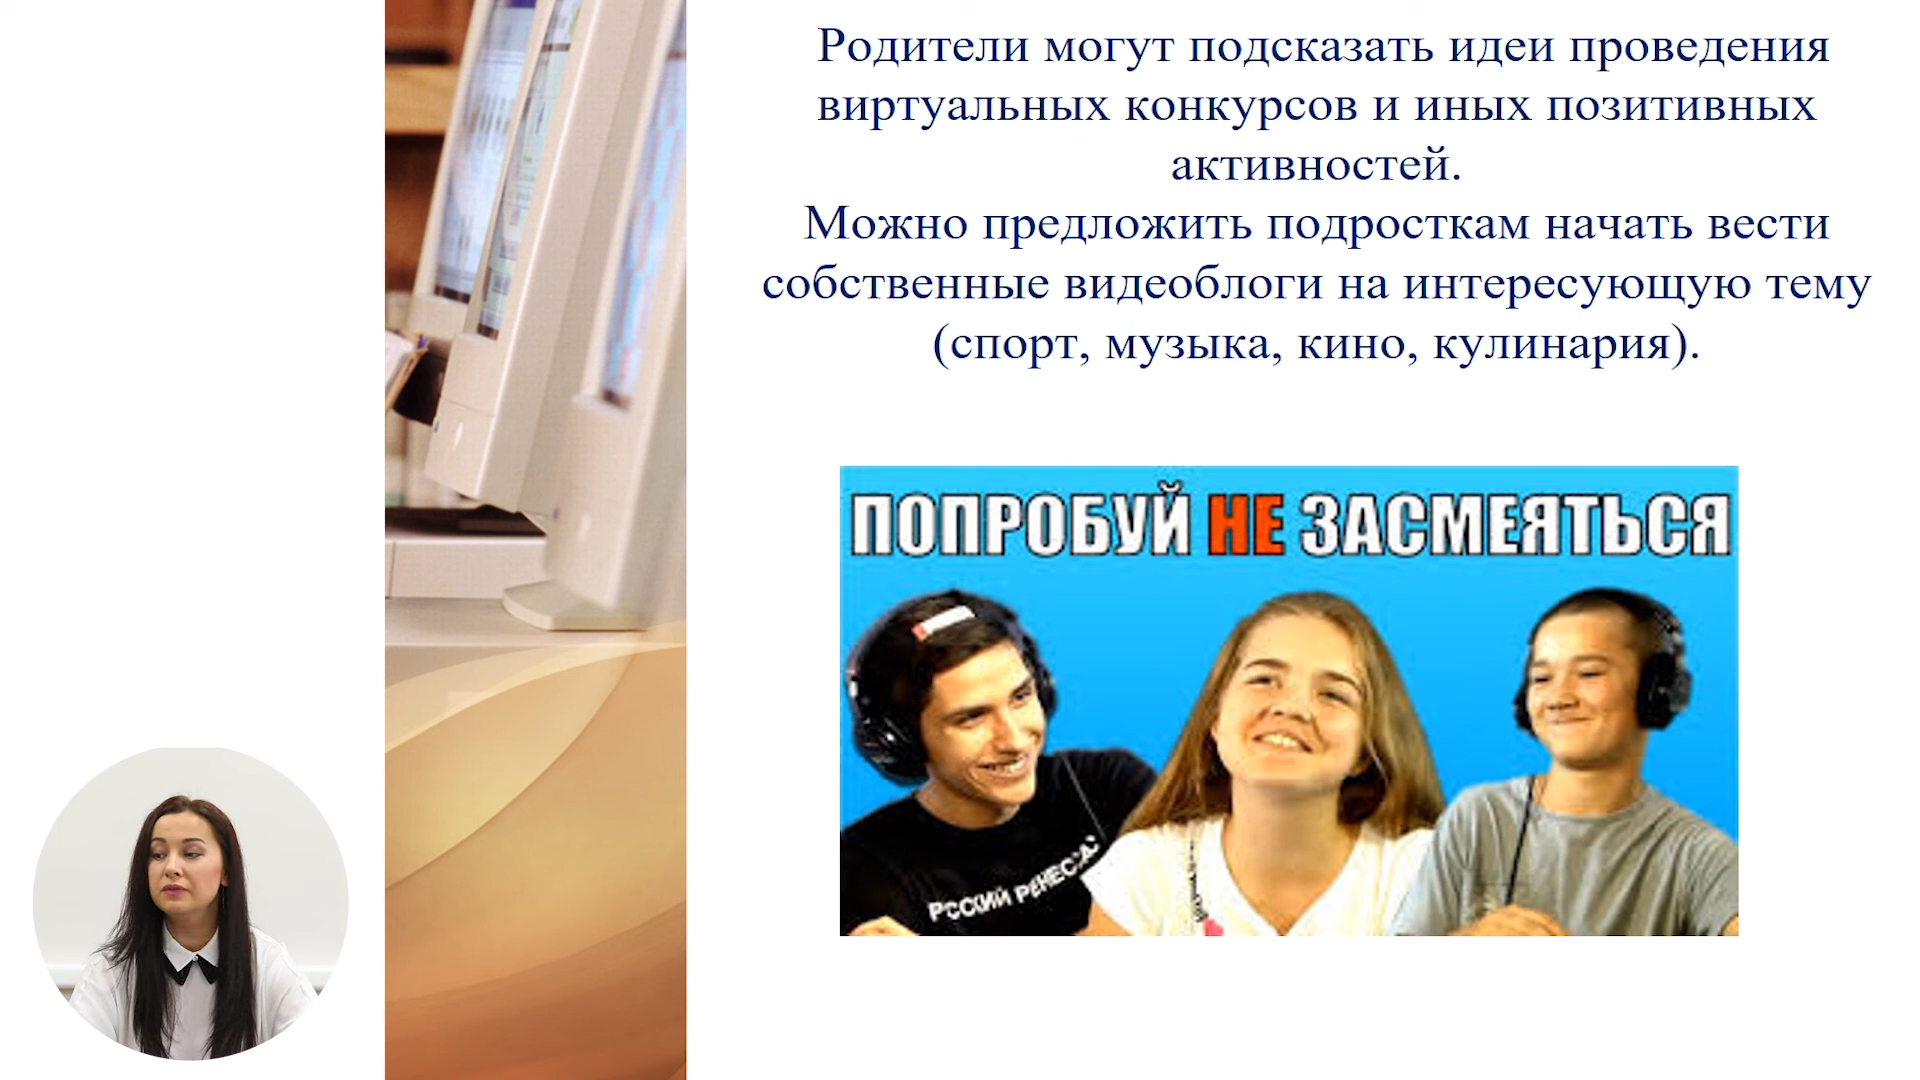 Родители могут подсказать идеи проведения
виртуальных конкурсов и иных позитивных
активностей.
Можно предложить подросткам начать вести
собственные видеоблоги на интересующую тему
(спорт, музыка, кино, кулинария).
ПОПРОБУЙ НЕ ЗАСМЕЯТЬСЯ